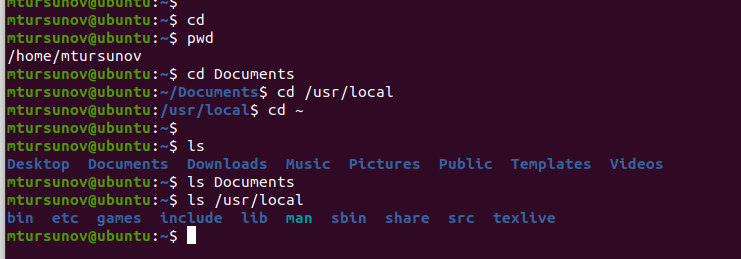 mtursunov@ubuntu:~$
mtursunov@ubuntu:~$ cd
mtursunov@ubuntu:~$ pwd
/home/mtursunov
mtursunov@ubuntu:~$ cd Documents
mtursunov@ubuntu:~/Documents$ cd /usr/local
mtursunov@ubuntu:/usr/local$ cd ~
mtursunov@ubuntu:~$
mtursunov@ubuntu:~$ ls
Desktop  Documents  Downloads  Music  Pictures  Public  Templates  Videos
mtursunov@ubuntu:~$ ls Documents
mtursunov@ubuntu:~$ ls /usr/local
bin  etc  games  include  lib  man  sbin  share  src  texlive
mtursunov@ubuntu:~$